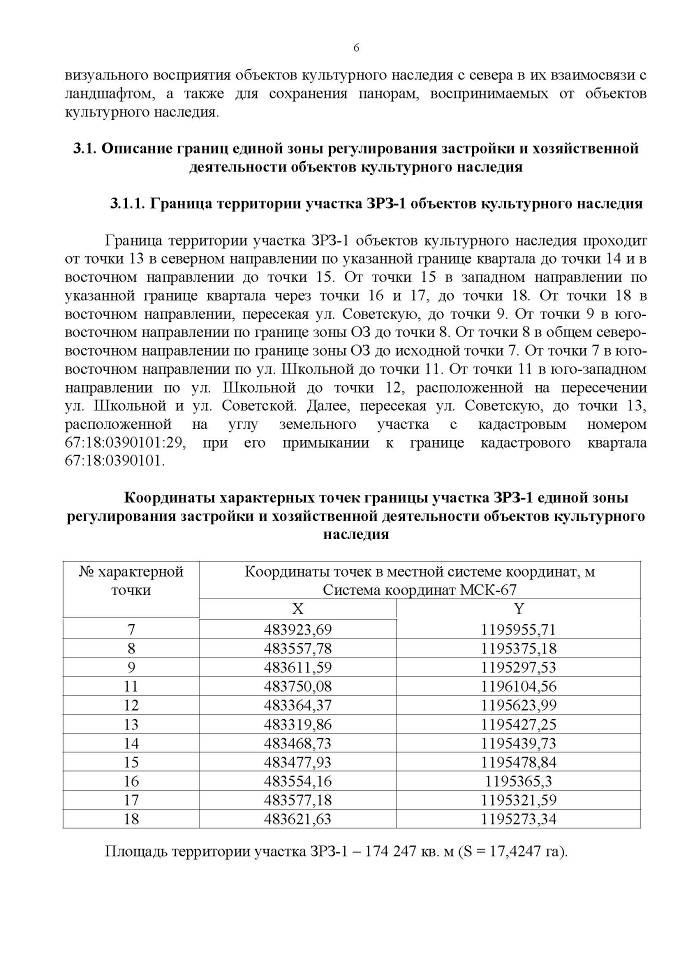 6
визуального восприятия объектов культурного наследия с севера в их взаимосвязи с
ландшафтом, а также для сохранения панорам, воспринимаемых от объектов
культурного наследия.
3.1. Описание границ единой зоны регулирования застройки и хозяйственной
деятельности объектов культурного наследия
3.1.1. Граница территории участка ЗРЗ-1 объектов культурного наследия
Граница территории участка ЗРЗ-1 объектов культурного наследия проходит
от точки 13 в северном направлении по указанной границе квартала до точки 14 и в
восточном направлении до точки 15. От точки 15 в западном направлении по
указанной границе квартала через точки 16 и 17, до точки 18. От точки 18 в
восточном направлении, пересекая ул. Советскую, до точки 9. От точки 9 в юго-
восточном направлении по границе зоны ОЗ до точки 8. От точки 8 в общем северо-
восточном направлении по границе зоны ОЗ до исходной точки 7. От точки 7 в юго-
восточном направлении по ул. Школьной до точки 11. От точки 11 в юго-западном
направлении по ул. Школьной до точки 12, расположенной на пересечении
ул. Школьной и ул. Советской. Далее, пересекая ул. Советскую, до точки 13,
расположенной на углу земельного участка с кадастровым номером
67:18:0390101:29, при его примыкании к границе кадастрового квартала
67:18:0390101.
Координаты характерных точек границы участка ЗРЗ-1 единой зоны
регулирования застройки и хозяйственной деятельности объектов культурного
наследия
№ характерной точки
Координаты точек в местной системе координат, м
Система координат МСК-67
X Y
7 483923,69 1195955,71
8 483557,78 1195375,18
9 483611,59 1195297,53
11 483750,08 1196104,56
12 483364,37 1195623,99
13 483319,86 1195427,25
14 483468,73 1195439,73
15 483477,93 1195478,84
16 483554,16 1195365,3
17 483577,18 1195321,59
18 483621,63 1195273,34
Площадь территории участка ЗРЗ-1 – 174 247 кв. м (S = 17,4247 га).